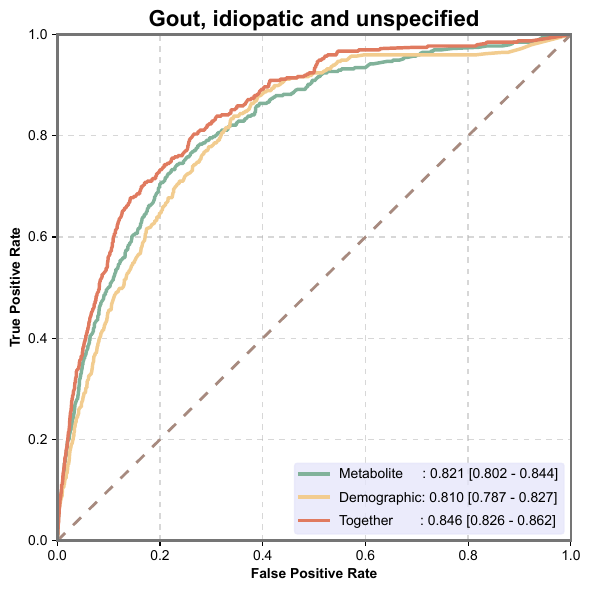 Gout, idiopatic and unspecified
1.0
0.8
0.6
0.4
0.2
0.0
True Positive Rate
Metabolite : 0.821 [0.802 - 0.844]
Demographic: 0.810 [0.787 - 0.827]
Together : 0.846 [0.826 - 0.862]
0.0 0.2 0.4 0.6 0.8 1.0
False Positive Rate